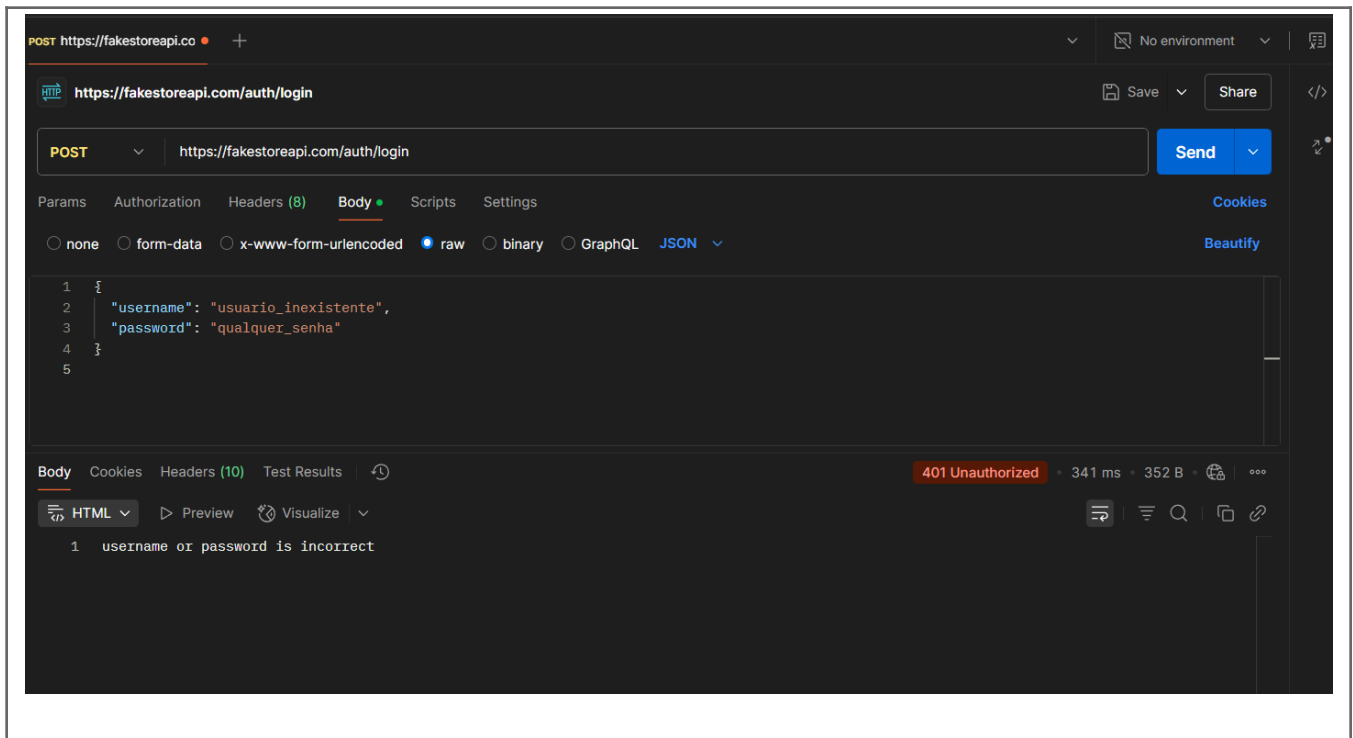 POST https://fakestoreapi.co
No environment
HTTP https://fakestoreapi.com/auth/login
Save Share
POST https://fakestoreapi.com/auth/login Send
Params Authorization Headers (8) Body Scripts Settings Cookies
none form-data x-www-form-urlencoded raw binary GraphQL JSON Beautify
1 {
2 "username": "usuario_inexistente",
3 "password": "qualquer_senha"
4 }
5
Body Cookies Headers (10) Test Results 401 Unauthorized 341 ms 352 B
HTML Preview Visualize
1 username or password is incorrect